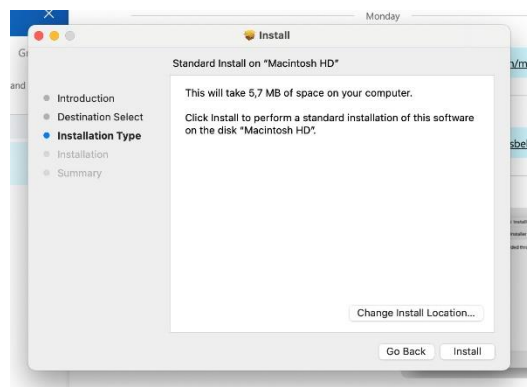 Monday
Install
Standard Install on “Macintosh HD”
Introduction
Destination Select
Installation Type
Installation
Summary
This will take 5,7 MB of space on your computer.
Click Install to perform a standard installation of this software
on the disk “Macintosh HD”.
Change Install Location...
Go Back
Install
and